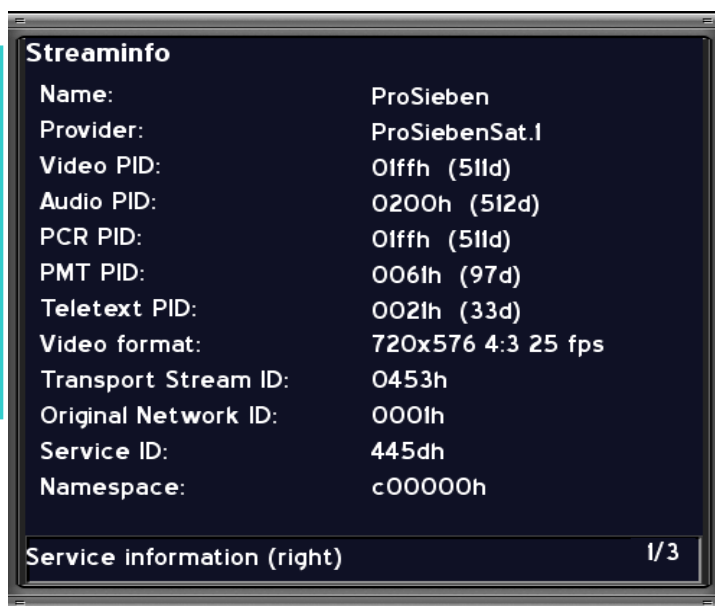 Streaminfo
Name: ProSieben
Provider: ProSiebenSat.1
Video PID: 01ffh (511d)
Audio PID: 0200h (512d)
PCR PID: 01ffh (511d)
PMT PID: 0061h (97d)
Teletext PID: 0021h (33d)
Video format: 720x576 4:3 25 fps
Transport Stream ID: 0453h
Original Network ID: 0001h
Service ID: 445dh
Namespace: c00000h
Service information (right) 1/3